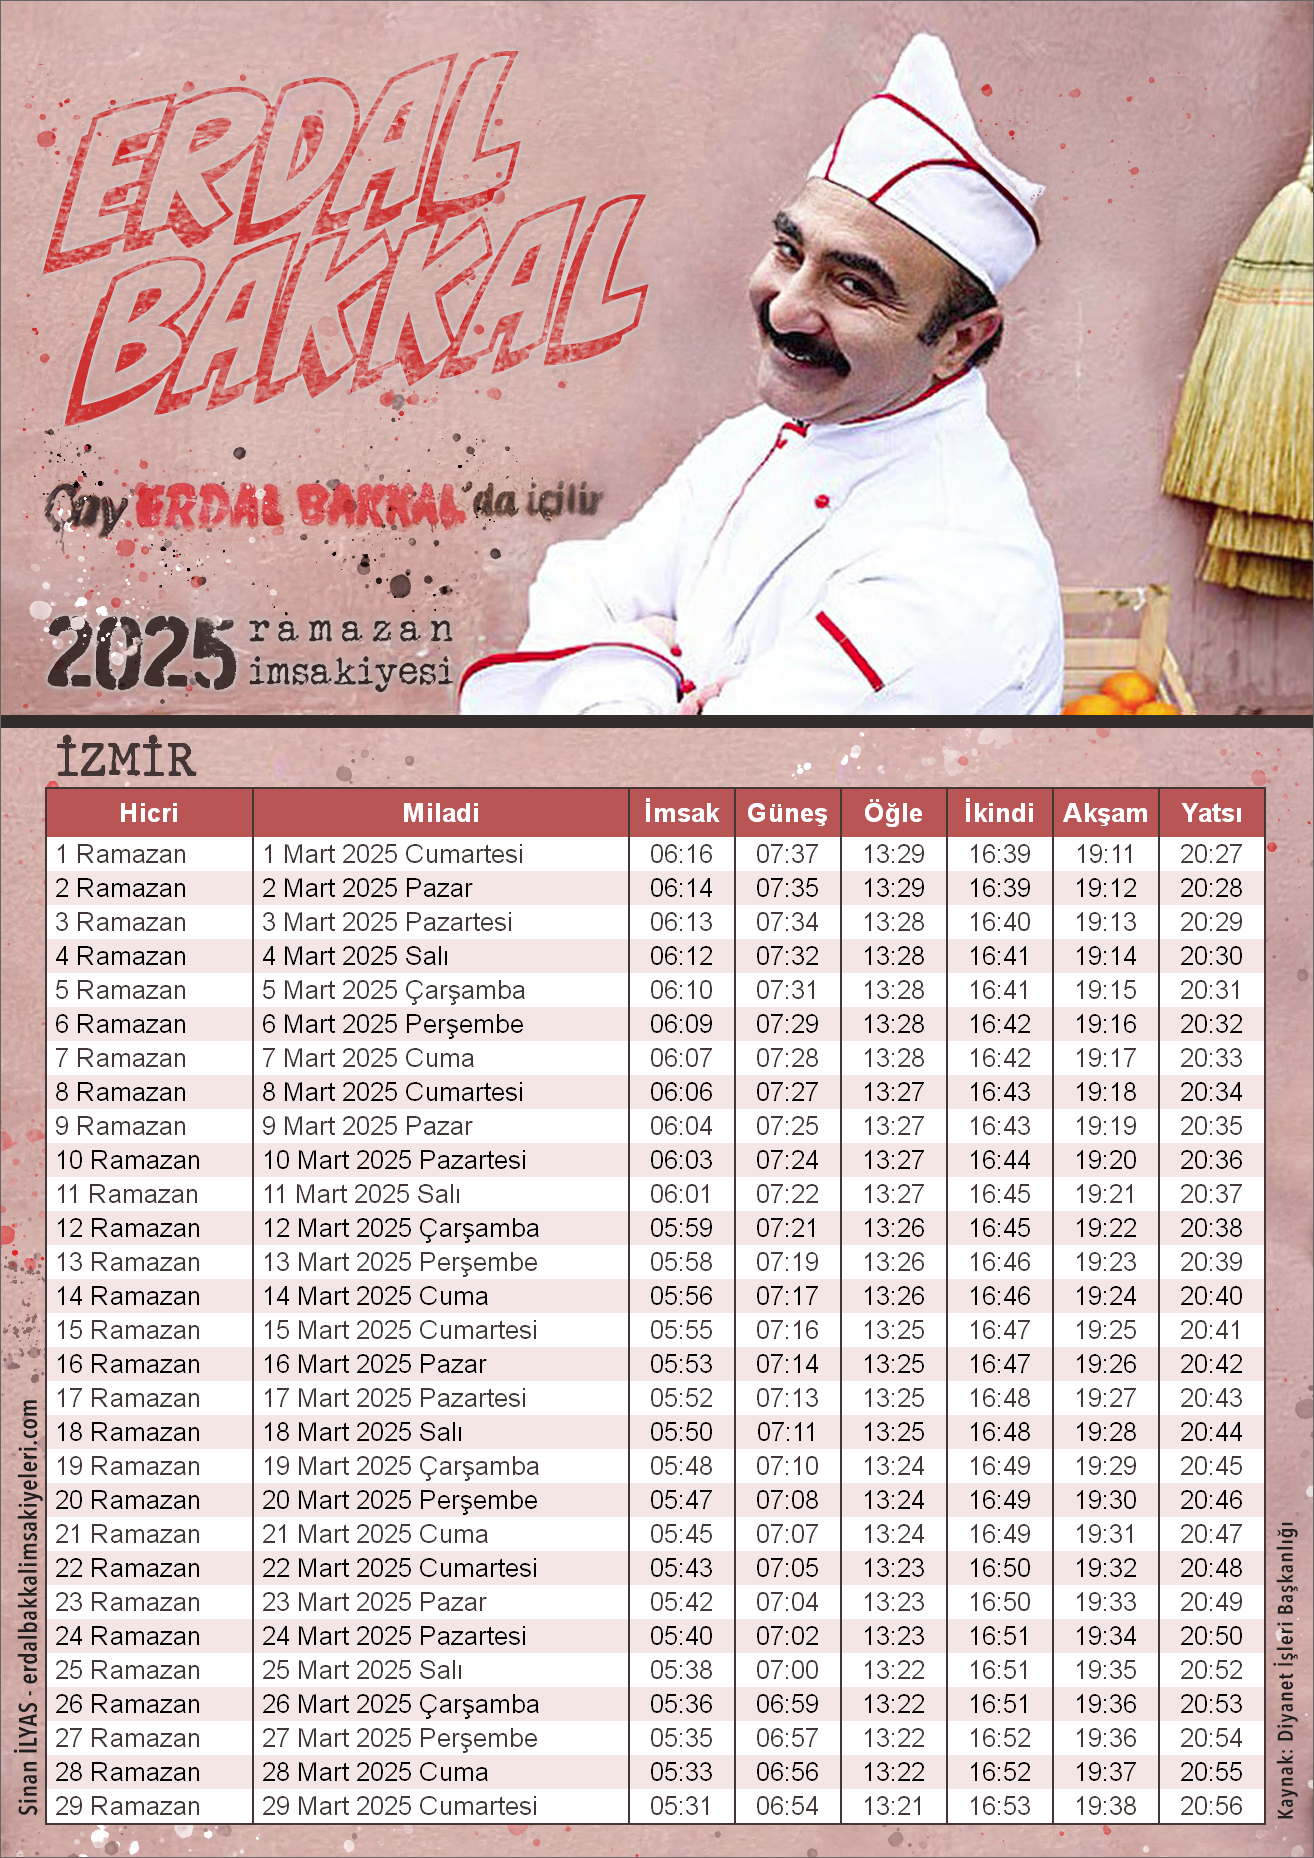 ERDAL
BAKKAL
Çay ERDAL BAKKAL'da içilir
2025 ramazan
imsakiyesi
İZMİR
Hicri Miladi İmsak Güneş Öğle İkindi Akşam Yatsı
1 Ramazan 1 Mart 2025 Cumartesi 06:16 07:37 13:29 16:39 19:11 20:27
2 Ramazan 2 Mart 2025 Pazar 06:14 07:35 13:29 16:39 19:12 20:28
3 Ramazan 3 Mart 2025 Pazartesi 06:13 07:34 13:28 16:40 19:13 20:29
4 Ramazan 4 Mart 2025 Salı 06:12 07:32 13:28 16:41 19:14 20:30
5 Ramazan 5 Mart 2025 Çarşamba 06:10 07:31 13:28 16:41 19:15 20:31
6 Ramazan 6 Mart 2025 Perşembe 06:09 07:29 13:28 16:42 19:16 20:32
7 Ramazan 7 Mart 2025 Cuma 06:07 07:28 13:28 16:42 19:17 20:33
8 Ramazan 8 Mart 2025 Cumartesi 06:06 07:27 13:27 16:43 19:18 20:34
9 Ramazan 9 Mart 2025 Pazar 06:04 07:25 13:27 16:43 19:19 20:35
10 Ramazan 10 Mart 2025 Pazartesi 06:03 07:24 13:27 16:44 19:20 20:36
11 Ramazan 11 Mart 2025 Salı 06:01 07:22 13:27 16:45 19:21 20:37
12 Ramazan 12 Mart 2025 Çarşamba 05:59 07:21 13:26 16:45 19:22 20:38
13 Ramazan 13 Mart 2025 Perşembe 05:58 07:19 13:26 16:46 19:23 20:39
14 Ramazan 14 Mart 2025 Cuma 05:56 07:17 13:26 16:46 19:24 20:40
15 Ramazan 15 Mart 2025 Cumartesi 05:55 07:16 13:25 16:47 19:25 20:41
16 Ramazan 16 Mart 2025 Pazar 05:53 07:14 13:25 16:47 19:26 20:42
17 Ramazan 17 Mart 2025 Pazartesi 05:52 07:13 13:25 16:48 19:27 20:43
18 Ramazan 18 Mart 2025 Salı 05:50 07:11 13:25 16:48 19:28 20:44
19 Ramazan 19 Mart 2025 Çarşamba 05:48 07:10 13:24 16:49 19:29 20:45
20 Ramazan 20 Mart 2025 Perşembe 05:47 07:08 13:24 16:49 19:30 20:46
21 Ramazan 21 Mart 2025 Cuma 05:45 07:07 13:24 16:49 19:31 20:47
22 Ramazan 22 Mart 2025 Cumartesi 05:43 07:05 13:23 16:50 19:32 20:48
23 Ramazan 23 Mart 2025 Pazar 05:42 07:04 13:23 16:50 19:33 20:49
24 Ramazan 24 Mart 2025 Pazartesi 05:40 07:02 13:23 16:51 19:34 20:50
25 Ramazan 25 Mart 2025 Salı 05:38 07:00 13:22 16:51 19:35 20:52
26 Ramazan 26 Mart 2025 Çarşamba 05:36 06:59 13:22 16:51 19:36 20:53
27 Ramazan 27 Mart 2025 Perşembe 05:35 06:57 13:22 16:52 19:36 20:54
28 Ramazan 28 Mart 2025 Cuma 05:33 06:56 13:22 16:52 19:37 20:55
29 Ramazan 29 Mart 2025 Cumartesi 05:31 06:54 13:21 16:53 19:38 20:56
Sinan İLYAS - erdalbakkalimsakiyeleri.com
Kaynak: Diyanet İşleri Başkanlığı